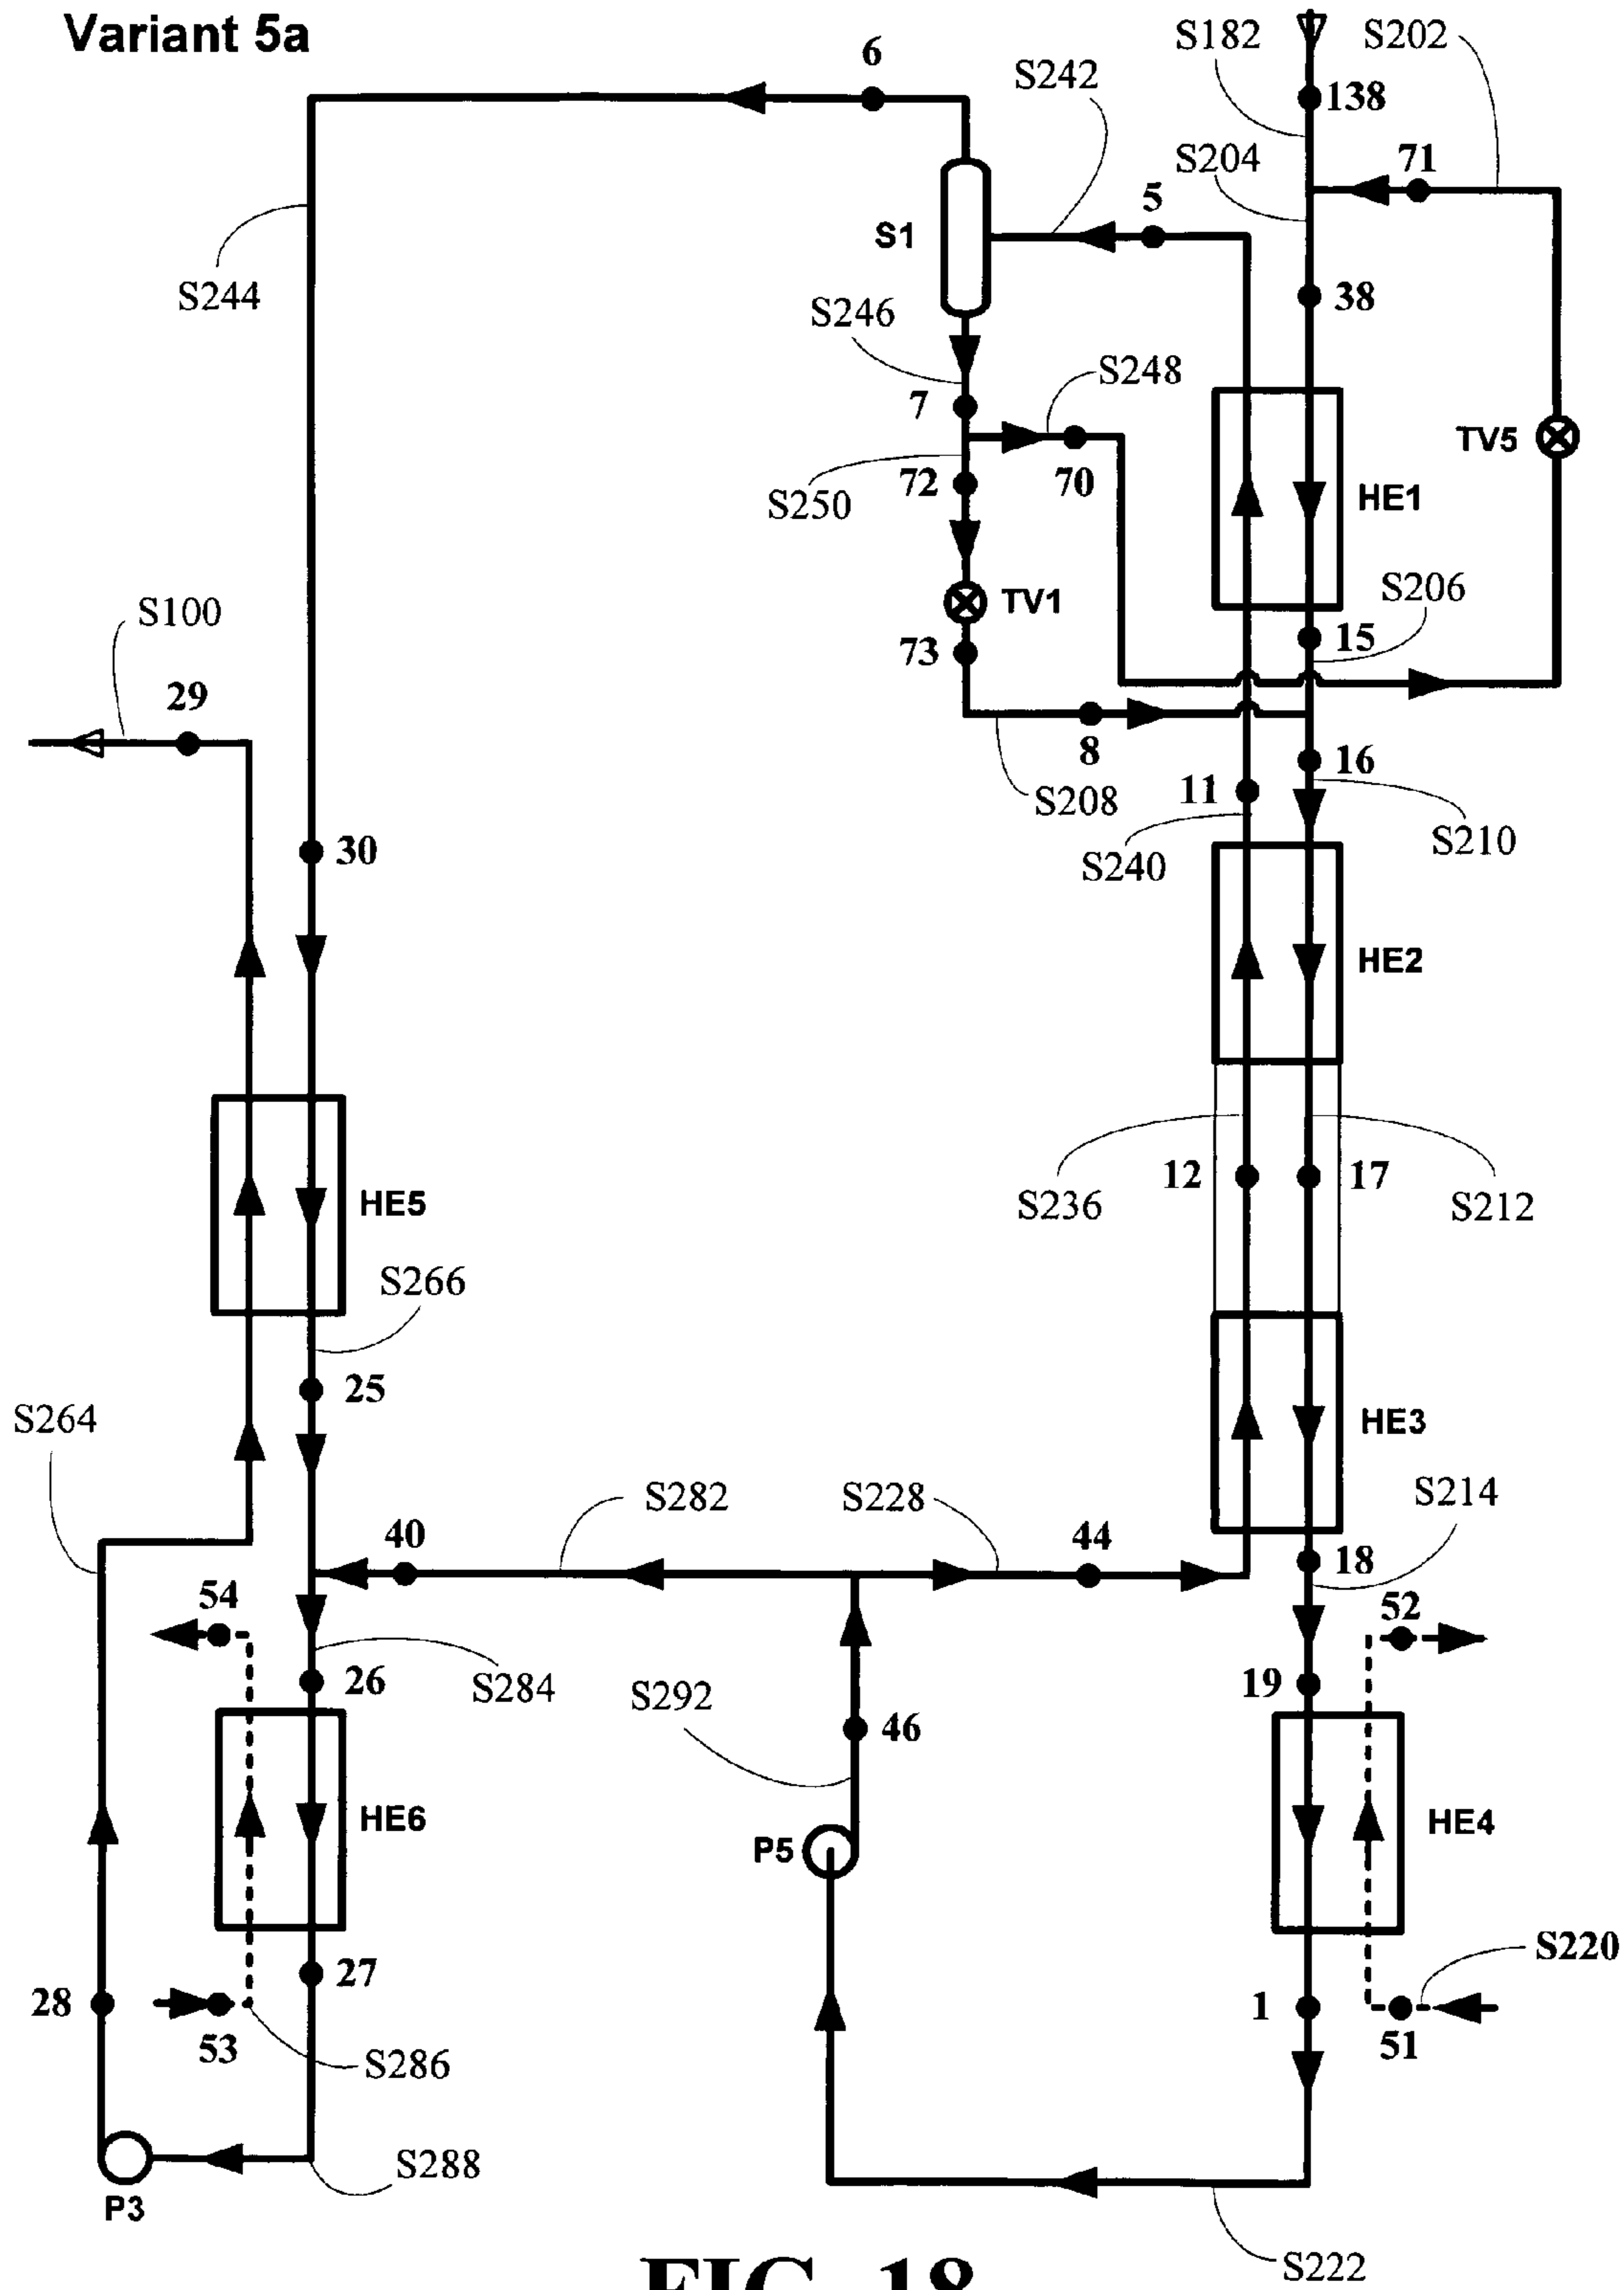 Variant 5a
6
S182
S202
S242
138
S204
71
5
S1
S244
38
S246
7
S248
TV5
72
70
S250
HE1
TV1
S206
S100
15
73
29
8
16
11
S208
S210
30
S240
HE2
12
17
S236
S212
HE5
S266
25
S264
HE3
S282
S228
S214
40
44
18
54
52
26
S284
19
S292
46
HE6
P5
HE4
27
S220
28
1
53
51
S286
S288
P3
S222
FIG. 18